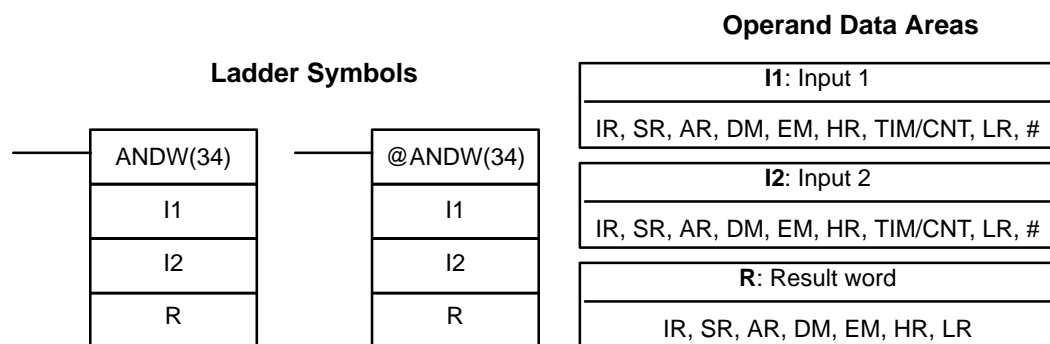 Ladder Symbols
ANDW(34)
I1
I2
R
@ANDW(34)
I1
I2
R
Operand Data Areas
I1: Input 1
IR, SR, AR, DM, EM, HR, TIM/CNT, LR, #
I2: Input 2
IR, SR, AR, DM, EM, HR, TIM/CNT, LR, #
R: Result word
IR, SR, AR, DM, EM, HR, LR